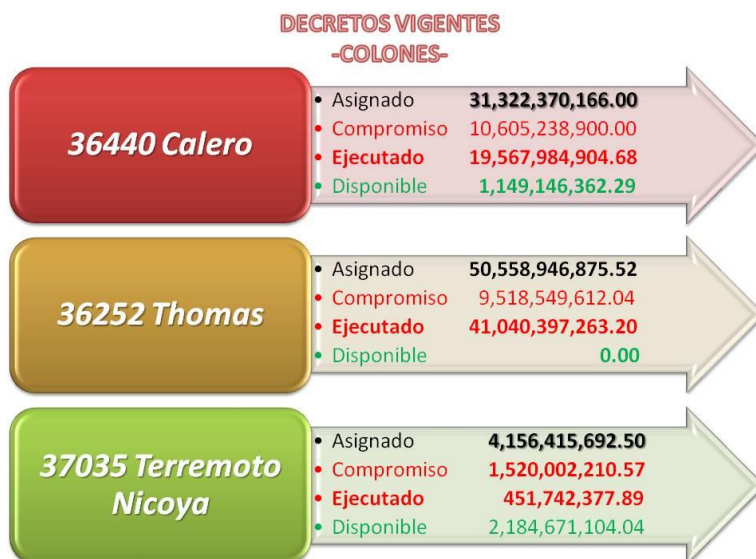 DECRETOS VIGENTES
-COLONES-
36440 Calero
• Asignado 31,322,370,166.00
• Compromiso 10,605,238,900.00
• Ejecutado 19,567,984,904.68
• Disponible 1,149,146,362.29
36252 Thomas
• Asignado 50,558,946,875.52
• Compromiso 9,518,549,612.04
• Ejecutado 41,040,397,263.20
• Disponible 0.00
37035 Terremoto
Nicoya
• Asignado 4,156,415,692.50
• Compromiso 1,520,002,210.57
• Ejecutado 451,742,377.89
• Disponible 2,184,671,104.04